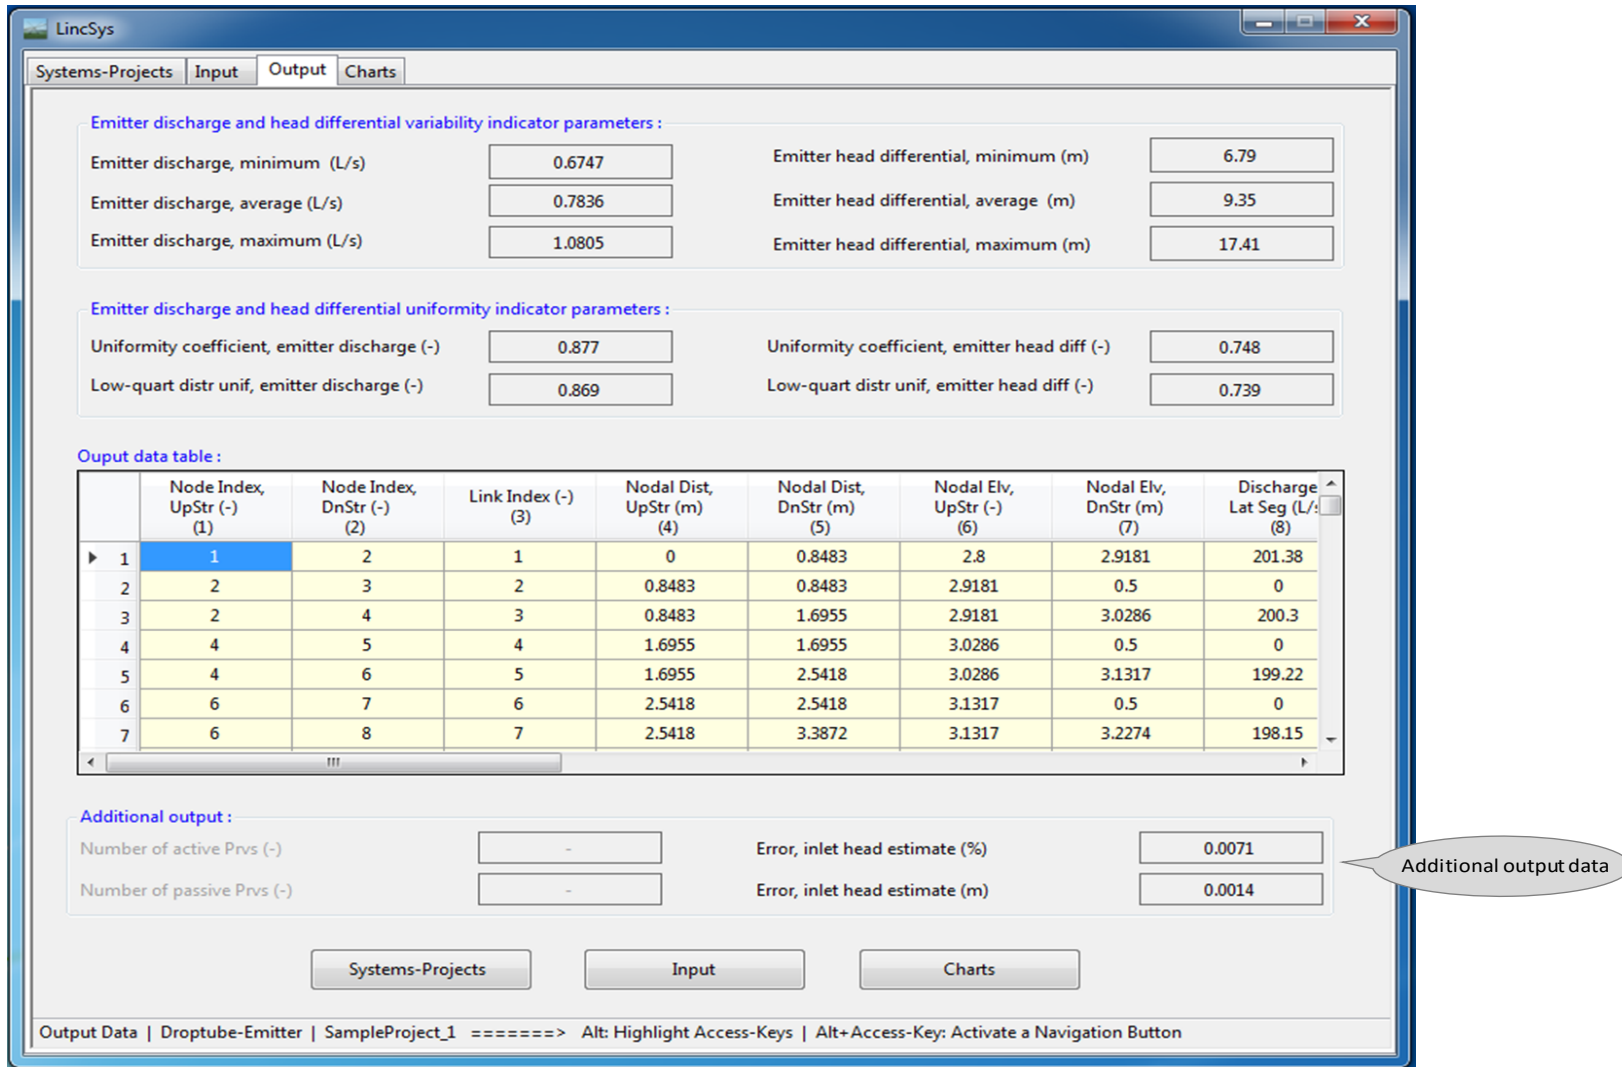 LincSys
Systems-Projects Input Output Charts
Emitter discharge and head differential variability indicator parameters :
Emitter discharge, minimum (L/s) 0.6747 Emitter head differential, minimum (m) 6.79
Emitter discharge, average (L/s) 0.7836 Emitter head differential, average (m) 9.35
Emitter discharge, maximum (L/s) 1.0805 Emitter head differential, maximum (m) 17.41
Emitter discharge and head differential uniformity indicator parameters :
Uniformity coefficient, emitter discharge (-) 0.877 Uniformity coefficient, emitter head diff (-) 0.748
Low-quart distr unif, emitter discharge (-) 0.869 Low-quart distr unif, emitter head diff (-) 0.739
Ouput data table :
Node Index, Node Index, Link Index (-) Nodal Dist, Nodal Dist, Nodal Elv, Nodal Elv, Discharge
UpStr (-) DnStr (-) UpStr (m) DnStr (m) UpStr (-) DnStr (m) Lat Seg (L/s
(1) (2) (3) (4) (5) (6) (7) (8)
1 1 2 1 0 0.8483 2.8 2.9181 201.38
2 2 3 2 0.8483 0.8483 2.9181 0.5 0
3 2 4 3 0.8483 1.6955 2.9181 3.0286 200.3
4 4 5 4 1.6955 1.6955 3.0286 0.5 0
5 4 6 5 1.6955 2.5418 3.0286 3.1317 199.22
6 6 7 6 2.5418 2.5418 3.1317 0.5 0
7 6 8 7 2.5418 3.3872 3.1317 3.2274 198.15
Additional output :
Number of active Prvs (-) - Error, inlet head estimate (%) 0.0071
Number of passive Prvs (-) - Error, inlet head estimate (m) 0.0014
Additional output data
Systems-Projects Input Charts
Output Data | Droptube-Emitter | SampleProject_1 =======> Alt: Highlight Access-Keys | Alt+Access-Key: Activate a Navigation Button